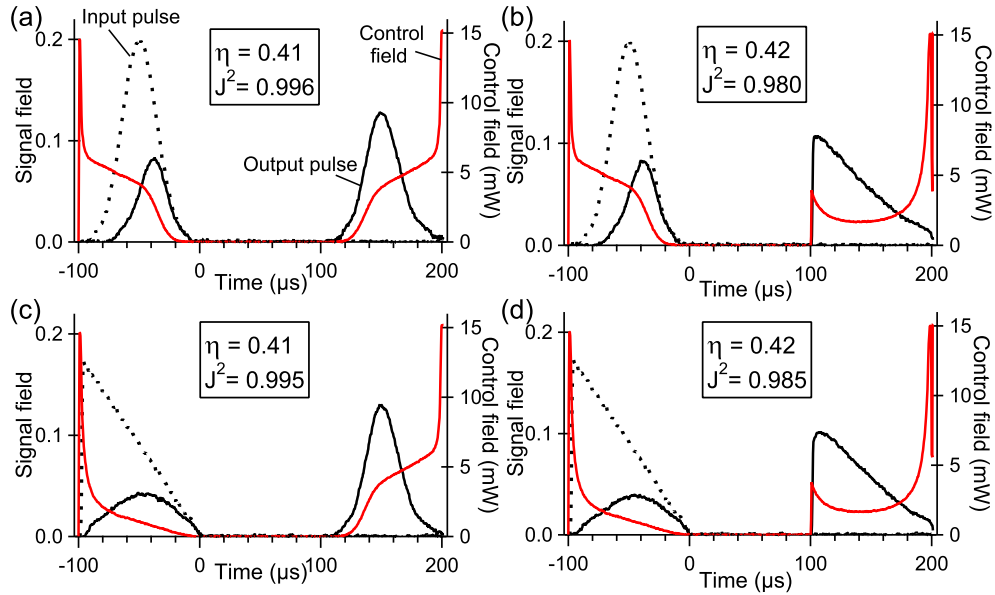 (a)
Input pulse
η = 0.41
J² = 0.996
Control
field
Output pulse
Signal field
0.2
0.1
0.0
Control field (mW)
15
10
5
0
-100
0
100
200
Time (µs)
(b)
η = 0.42
J² = 0.980
Signal field
0.2
0.1
0.0
Control field (mW)
15
10
5
0
-100
0
100
200
Time (µs)
(c)
η = 0.41
J² = 0.995
Signal field
0.2
0.1
0.0
Control field (mW)
15
10
5
0
-100
0
100
200
Time (µs)
(d)
η = 0.42
J² = 0.985
Signal field
0.2
0.1
0.0
Control field (mW)
15
10
5
0
-100
0
100
200
Time (µs)